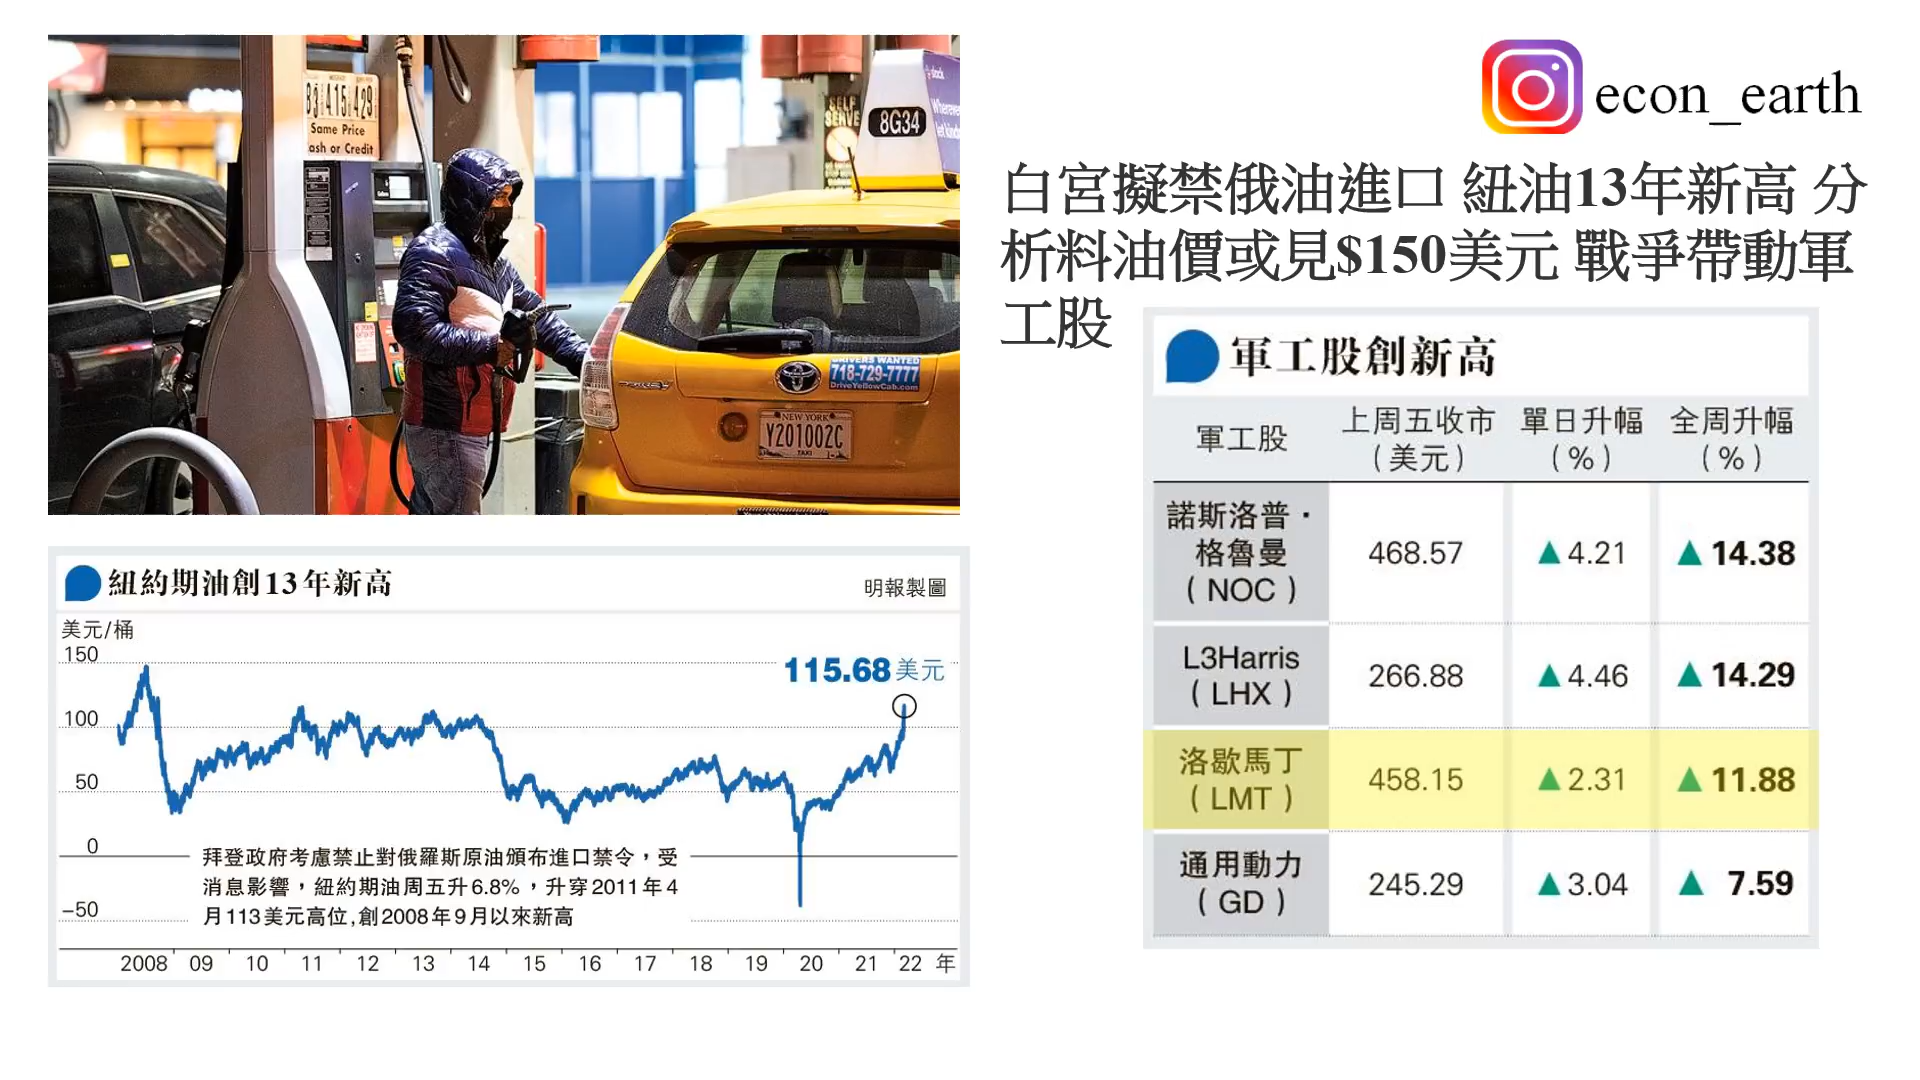 econ_earth
白宮擬禁俄油進口 紐油13年新高 分
析料油價或見$150美元 戰爭帶動軍
工股
SELF
SERVE
8G34
Same Price
ash or Credit
DRIVERS WANTED
718-729-7777
DriveYellowCab.com
NEW YORK
Y201002C
TAXI
紐約期油創13年新高
明報製圖
美元/桶
150
115.68美元
100
50
0
-50
拜登政府考慮禁止對俄羅斯原油頒布進口禁令，受
消息影響，紐約期油周五升6.8%，升穿2011年4
月113美元高位,創2008年9月以來新高
2008 09 10 11 12 13 14 15 16 17 18 19 20 21 22 年
軍工股創新高
軍工股 上周五收市（美元） 單日升幅（%） 全周升幅（%）
諾斯洛普・格魯曼（NOC） 468.57 ▲4.21 ▲14.38
L3Harris（LHX） 266.88 ▲4.46 ▲14.29
洛歇馬丁（LMT） 458.15 ▲2.31 ▲11.88
通用動力（GD） 245.29 ▲3.04 ▲7.59